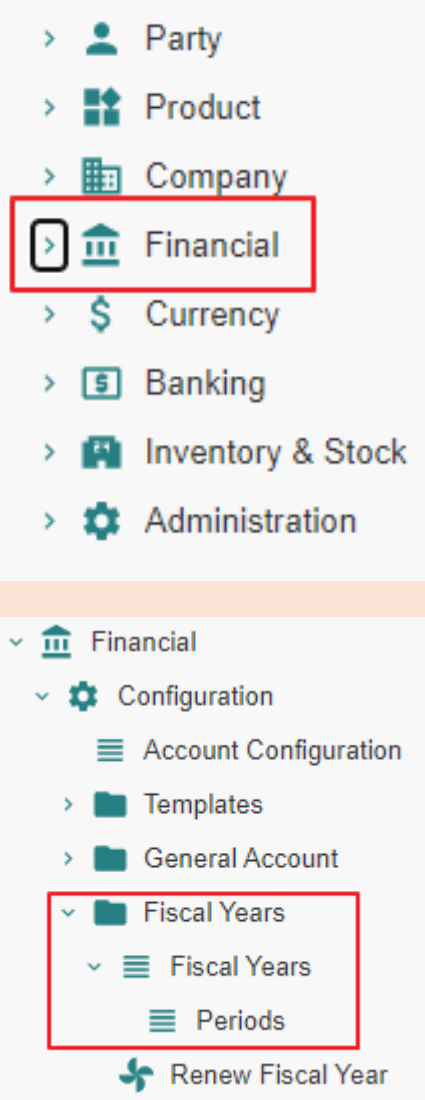 Party
Product
Company
Financial
Currency
Banking
Inventory & Stock
Administration
Financial
Configuration
Account Configuration
Templates
General Account
Fiscal Years
Fiscal Years
Periods
Renew Fiscal Year